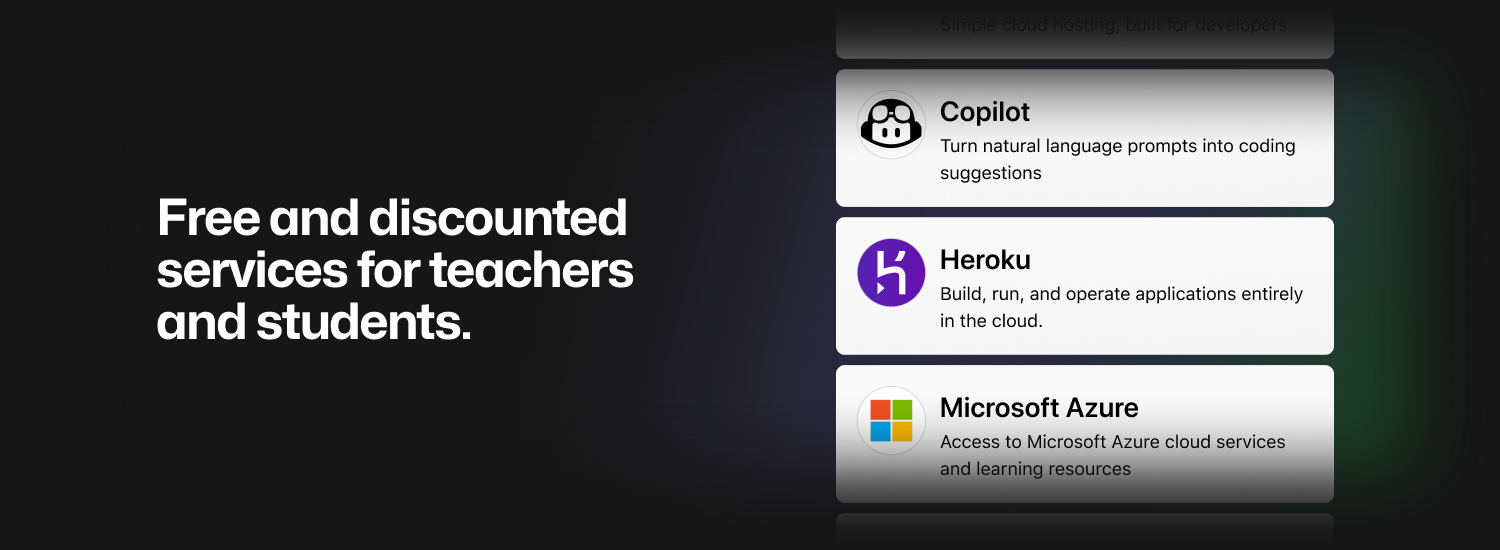 Free and discounted
services for teachers
and students.
Simple cloud hosting, built for developers
Copilot
Turn natural language prompts into coding
suggestions
Heroku
Build, run, and operate applications entirely
in the cloud.
Microsoft Azure
Access to Microsoft Azure cloud services
and learning resources